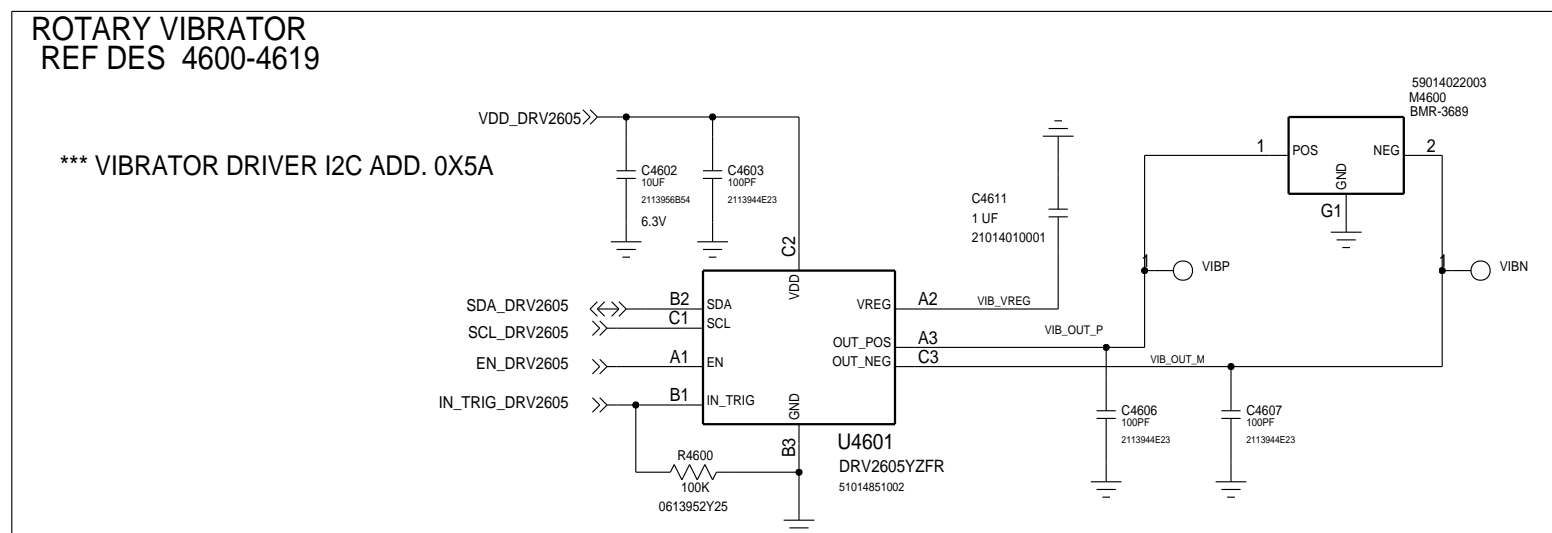 ROTARY VIBRATOR
REF DES 4600-4619
*** VIBRATOR DRIVER I2C ADD. 0X5A
VDD_DRV2605
C4602
10UF
2113956B54
6.3V
C4603
100PF
2113944E23
C2
VDD
SDA_DRV2605
B2
SDA
SCL_DRV2605
C1
SCL
EN_DRV2605
A1
EN
IN_TRIG_DRV2605
B1
IN_TRIG
R4600
100K
0613952Y25
GND
B3
U4601
DRV2605YZFR
51014851002
VREG
A2
VIB_VREG
OUT_POS
A3
VIB_OUT_P
OUT_NEG
C3
VIB_OUT_M
C4611
1 UF
21014010001
59014022003
M4600
BMR-3689
1
POS
NEG
2
GND
G1
1
VIBP
1
VIBN
C4606
100PF
2113944E23
C4607
100PF
2113944E23